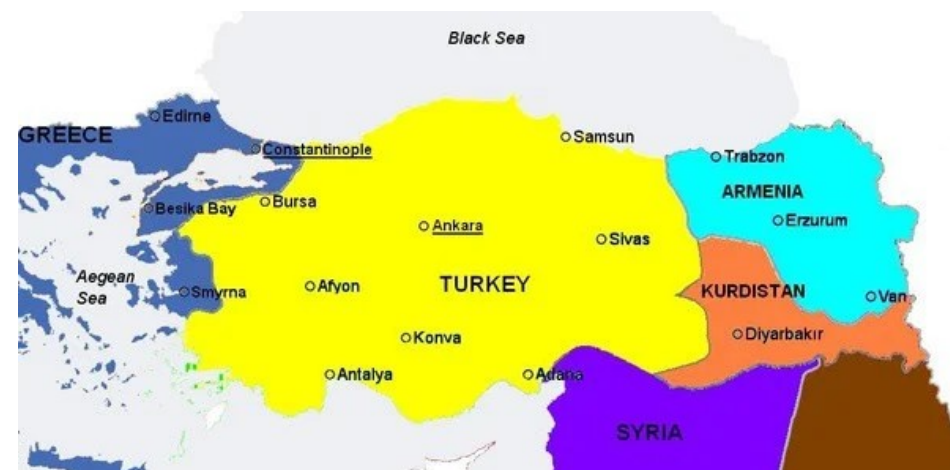 Black Sea
Edirne
GREECE
Constantinople
Samsun
Trabzon
ARMENIA
Besika Bay
Bursa
Ankara
Erzurum
Sivas
Aegean
Sea
Smyrna
Afyon
TURKEY
KURDISTAN
Van
Konva
Diyarbakır
Antalya
Adana
SYRIA